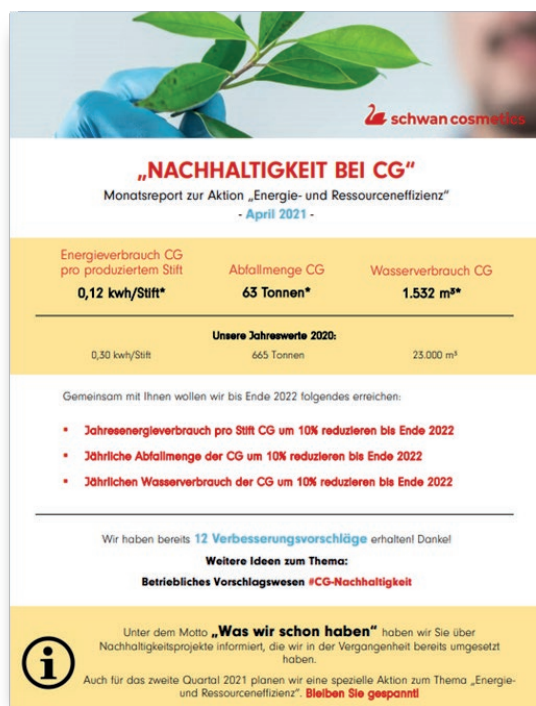 schwan cosmetics
„NACHHALTIGKEIT BEI CG“
Monatsreport zur Aktion „Energie- und Ressourceneffizienz“
- April 2021 -
Energieverbrauch CG
pro produziertem Stift
Abfallmenge CG
Wasserverbrauch CG
0,12 kwh/Stift*
63 Tonnen*
1.532 m³*
Unsere Jahreswerte 2020:
0,30 kwh/Stift
665 Tonnen
23.000 m³
Gemeinsam mit Ihnen wollen wir bis Ende 2022 folgendes erreichen:
• Jahresenergieverbrauch pro Stift CG um 10% reduzieren bis Ende 2022
• Jährliche Abfallmenge der CG um 10% reduzieren bis Ende 2022
• Jährlichen Wasserverbrauch der CG um 10% reduzieren bis Ende 2022
Wir haben bereits 12 Verbesserungsvorschläge erhalten! Danke!
Weitere Ideen zum Thema:
Betriebliches Vorschlagswesen #CG-Nachhaltigkeit
Unter dem Motto „Was wir schon haben“ haben wir Sie über
Nachhaltigkeitsprojekte informiert, die wir in der Vergangenheit bereits umgesetzt
haben.
Auch für das zweite Quartal 2021 planen wir eine spezielle Aktion zum Thema „Energie-
und Ressourceneffizienz“. Bleiben Sie gespannt!